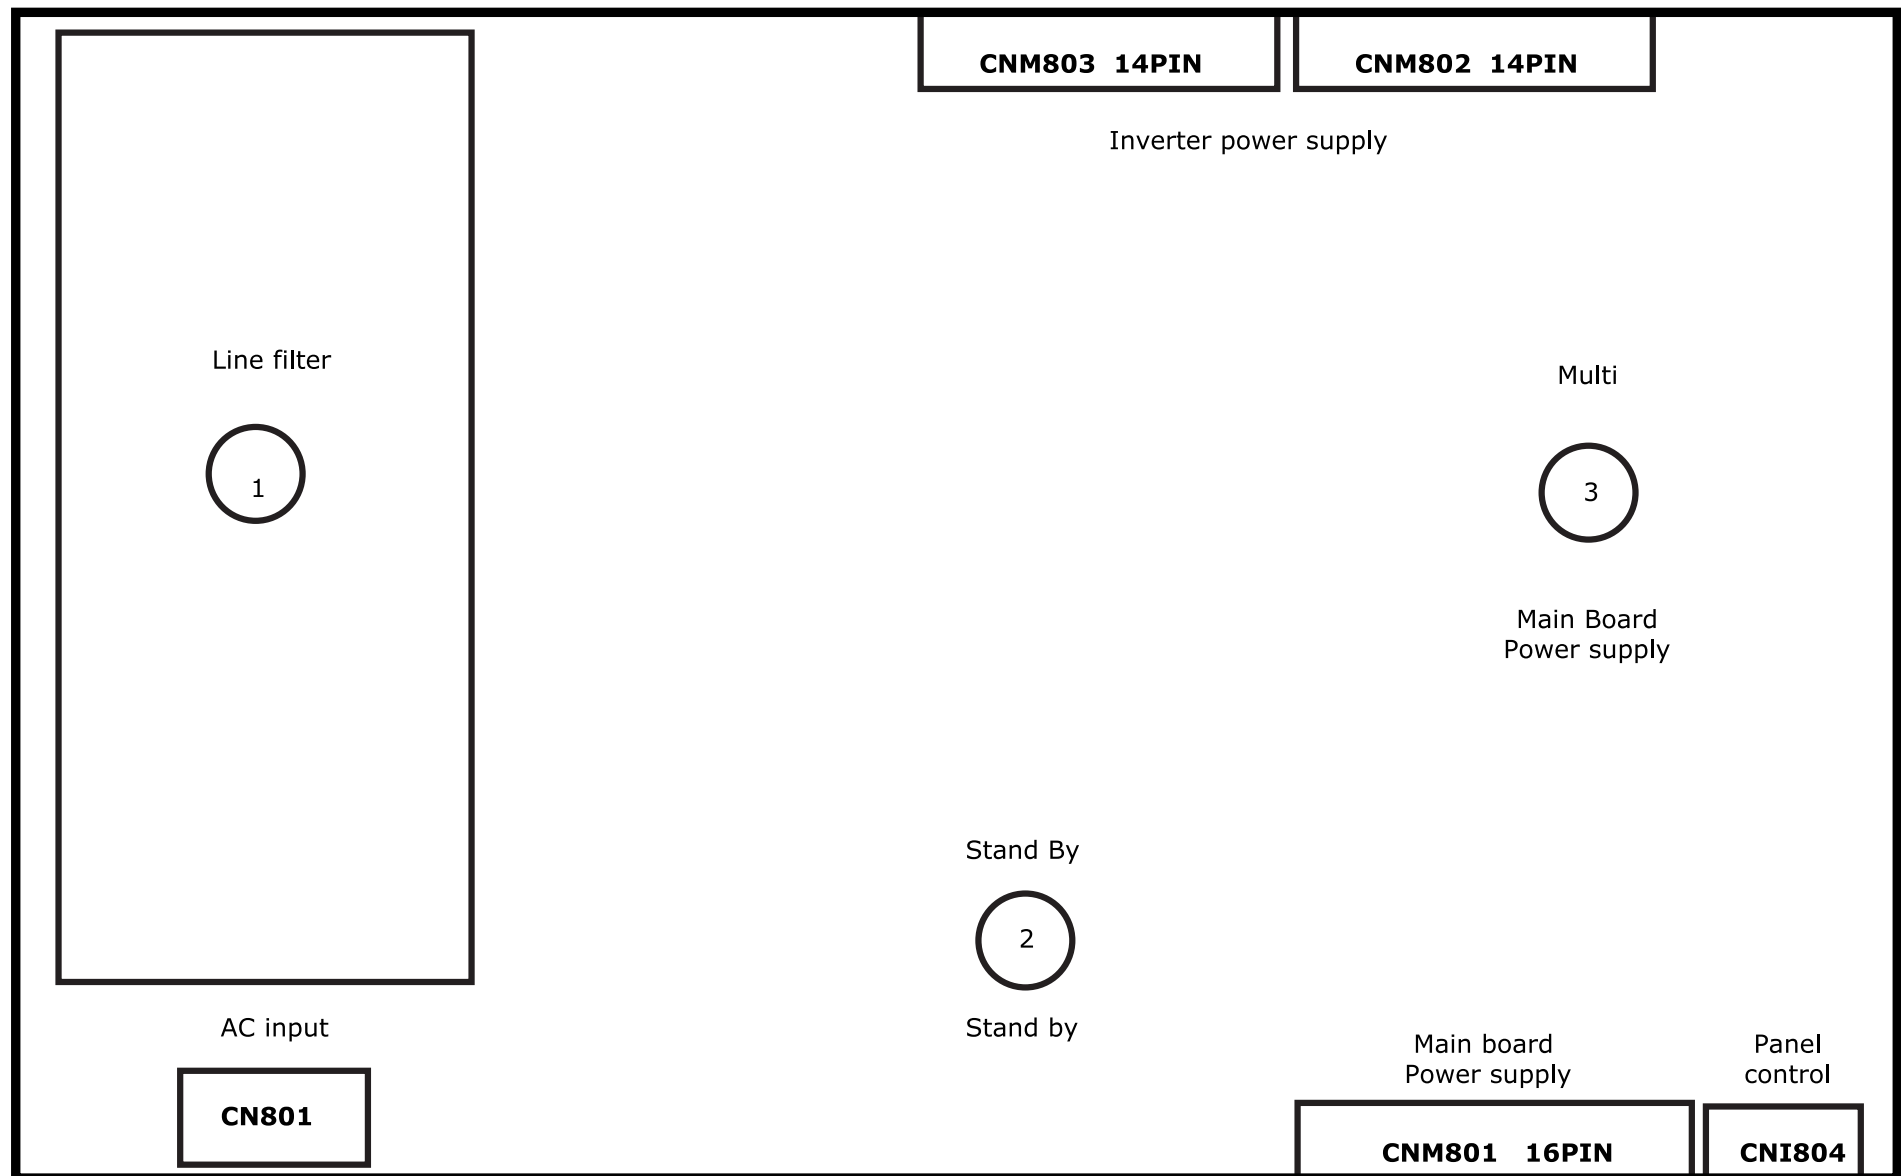 CNM803 14PIN
CNM802 14PIN
Inverter power supply
Line filter
1
Multi
3
Main Board
Power supply
Stand By
2
Stand by
AC input
CN801
Main board
Power supply
CNM801 16PIN
Panel
control
CNI804